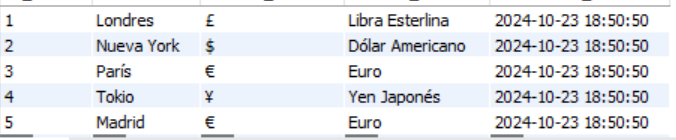 1 Londres £ Libra Esterlina 2024-10-23 18:50:50
2 Nueva York $ Dólar Americano 2024-10-23 18:50:50
3 París € Euro 2024-10-23 18:50:50
4 Tokio ¥ Yen Japonés 2024-10-23 18:50:50
5 Madrid € Euro 2024-10-23 18:50:50